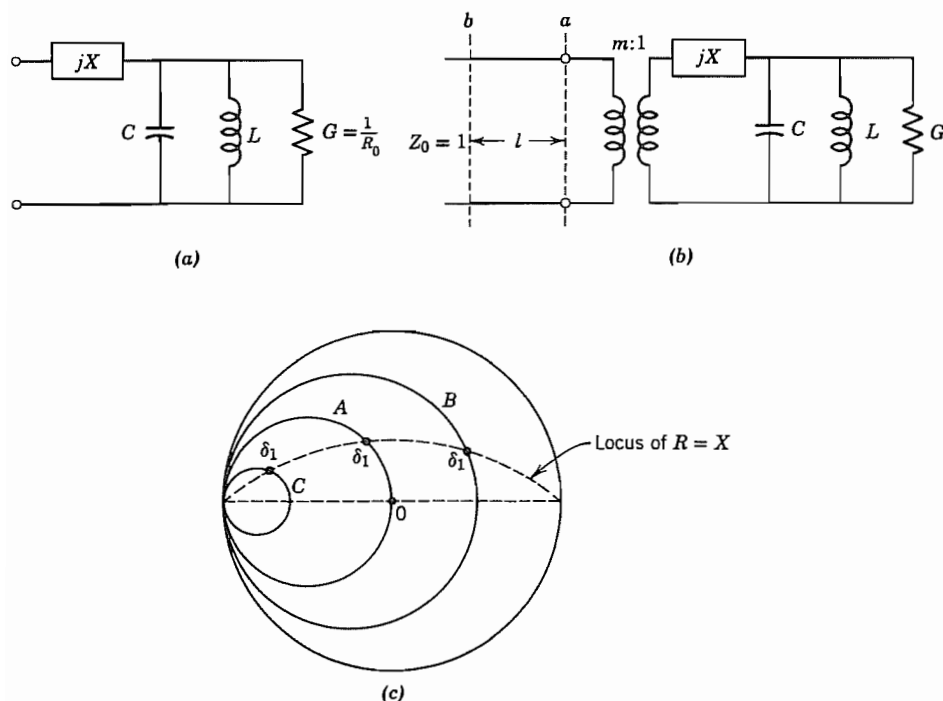 jX
C
L
G = 1/R₀
(a)
b
a
m:1
jX
Z₀ = 1
l
C
L
G
(b)
A
B
δ₁
δ₁
δ₁
C
0
Locus of R = X
(c)